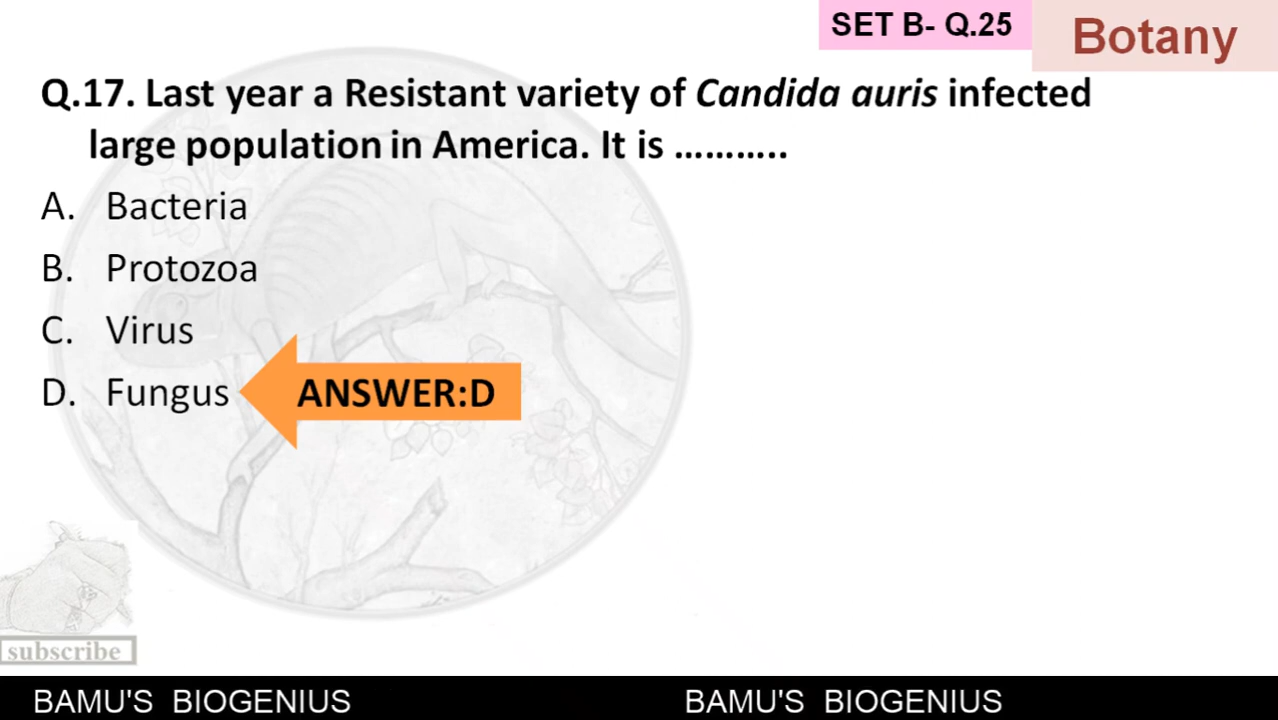 SET B- Q.25
Botany
Q.17. Last year a Resistant variety of Candida auris infected
large population in America. It is ………..
A. Bacteria
B. Protozoa
C. Virus
D. Fungus
ANSWER:D
subscribe
BAMU'S BIOGENIUS
BAMU'S BIOGENIUS